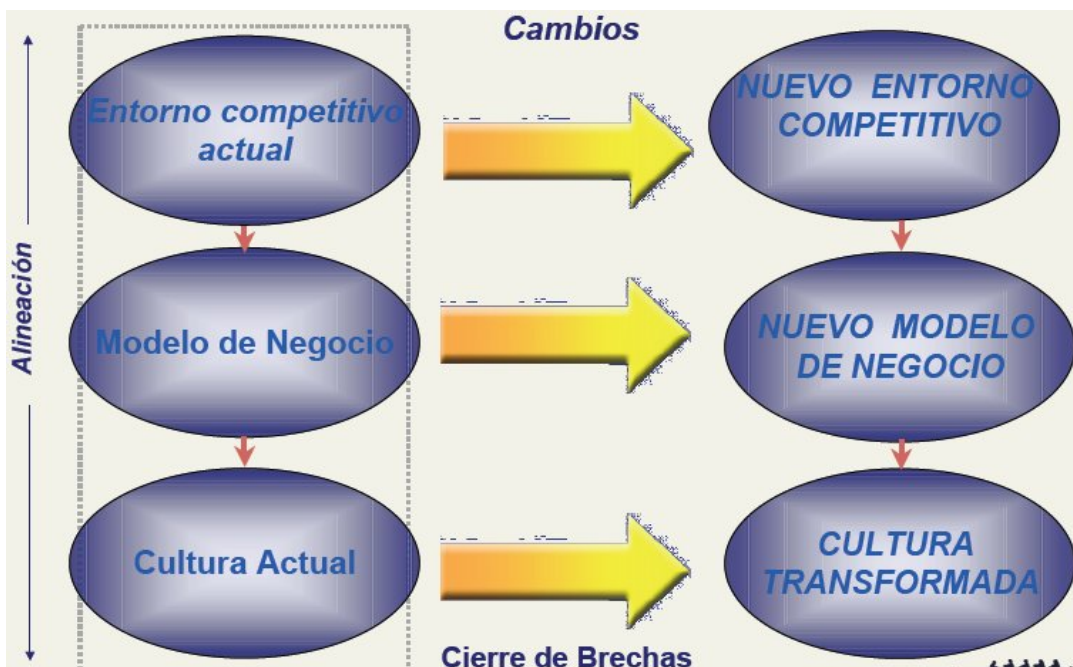 Cambios
Alineación
Entorno competitivo
actual
NUEVO ENTORNO
COMPETITIVO
Modelo de Negocio
NUEVO MODELO
DE NEGOCIO
Cultura Actual
CULTURA
TRANSFORMADA
Cierre de Brechas